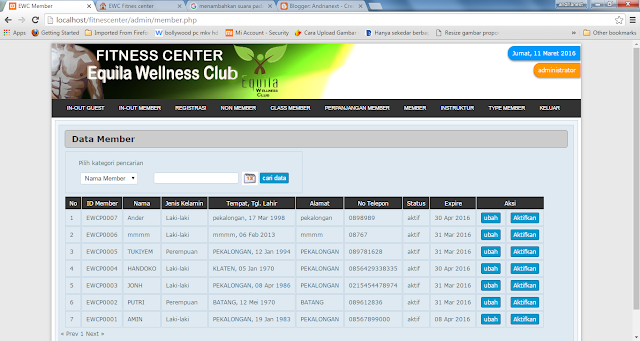 EWC Member
EWC Fitnes center
menambahkan suara pada
Blogger: Andrianext - Cre
andrianext
localhost/fitnescenter/admin/member.php
Getting Started
Imported From Firefox
bollywood pc mkv hd
Mi Account - Security
Cara Upload Gambar
Hanya sekedar berbag
Resize gambar propor
Other bookmarks
FITNESS CENTER
Equila Wellness Club
Equila
WELLNESS
CLUB
Jumat, 11 Maret 2016
administrator
IN-OUT GUEST IN-OUT MEMBER REGISTRASI NON MEMBER CLASS MEMBER PERPANJANGAN MEMBER MEMBER INSTRUKTUR TYPE MEMBER KELUAR
Data Member
Pilih kategori pencarian
Nama Member cari data
No ID Member Nama Jenis Kelamin Tempat, Tgl. Lahir Alamat No Telepon Status Expire Aksi
1 EWCP0007 Ander Laki-laki pekalongan, 17 Mar 1998 pekalongan 0898989 aktif 30 Apr 2016 ubah Aktifkan
2 EWCP0006 mmmm Laki-laki mmmm, 06 Feb 2013 mmmm 08767 aktif 31 Mar 2016 ubah Aktifkan
3 EWCP0005 TUKIYEM Perempuan PEKALONGAN, 12 Jan 1994 PEKALONGAN 089781628 aktif 31 Mar 2016 ubah Aktifkan
4 EWCP0004 HANDOKO Laki-laki KLATEN, 05 Jan 1970 PEKALONGAN 0856429338335 aktif 30 Apr 2016 ubah Aktifkan
5 EWCP0003 JONH Laki-laki PEKALONGAN, 08 Apr 1986 PEKALONGAN 0215454478974 aktif 31 Mar 2016 ubah Aktifkan
6 EWCP0002 PUTRI Perempuan BATANG, 12 Mei 1970 BATANG 089612836 aktif 31 Mar 2016 ubah Aktifkan
7 EWCP0001 AMIN Laki-laki PEKALONGAN, 19 Jan 1983 PEKALONGAN 08567899000 aktif 08 Apr 2016 ubah Aktifkan
« Prev 1 Next »